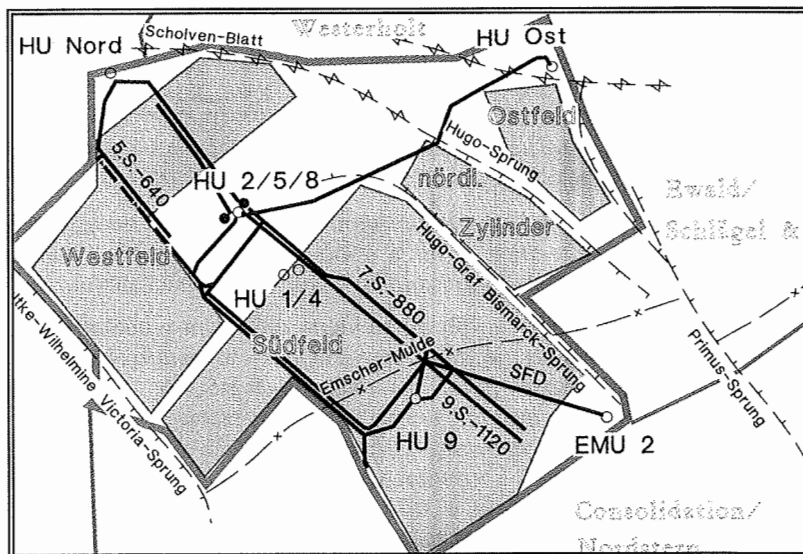 Westerholt
Scholven-Blatt
HU Nord
HU Ost
Ostfeld
Hugo-Sprung
5.S.-640
HU 2/5/8
nördl.
Zylinder
Ewald/
Schlägel &
Westfeld
Hugo-Graf Bismarck-Sprung
7.S.-880
HU 1/4
Südfeld
Emscher-Mulde
SFD
Primus-Sprung
ltke-Wilhelmine Victoria-Sprung
9.S.-1120
HU 9
EMU 2
Consolidation/
Nordstern